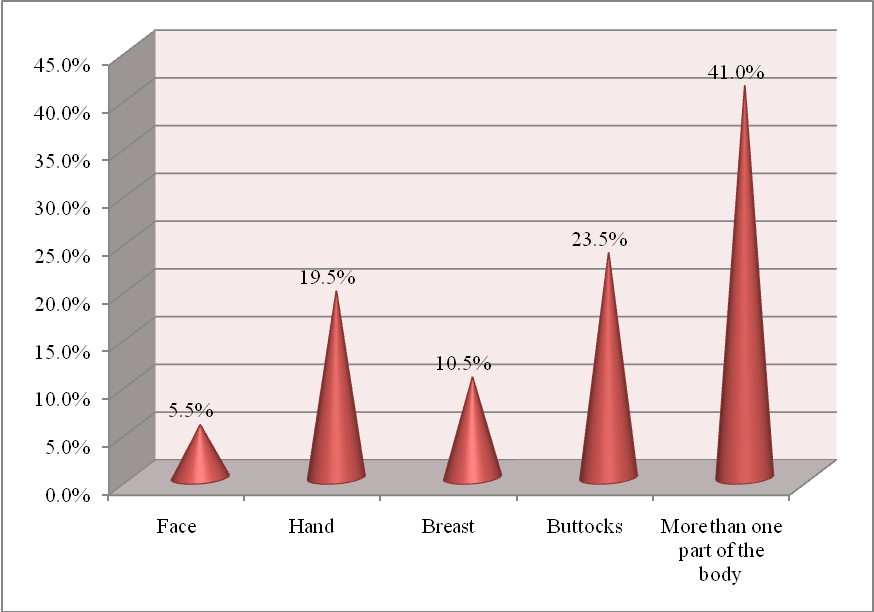 45.0%
40.0%
35.0%
30.0%
25.0%
20.0%
15.0%
10.0%
5.0%
0.0%
5.5%
19.5%
10.5%
23.5%
41.0%
Face
Hand
Breast
Buttocks
More than one
part of the
body